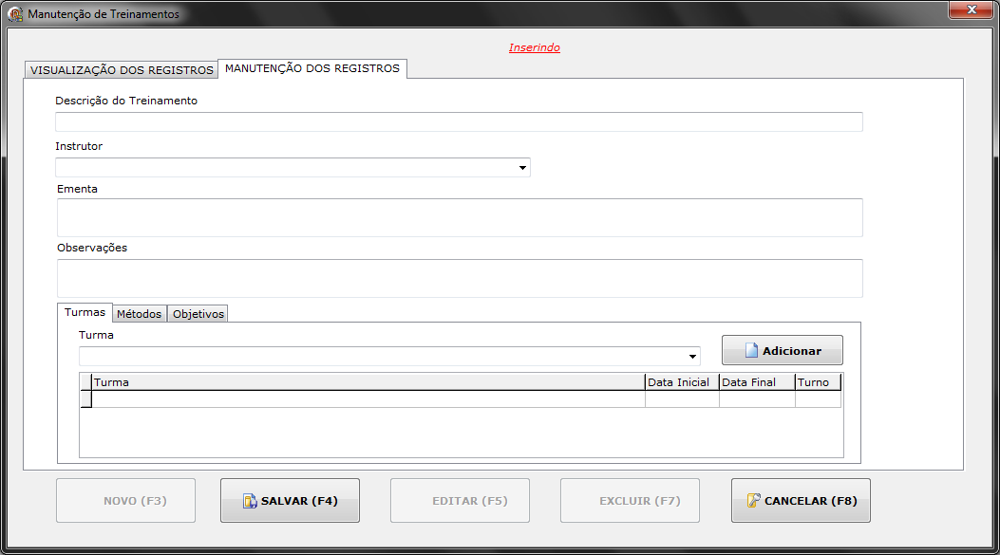 Manutenção de Treinamentos
Inserindo
VISUALIZAÇÃO DOS REGISTROS MANUTENÇÃO DOS REGISTROS
Descrição do Treinamento
Instrutor
Ementa
Observações
Turmas Métodos Objetivos
Turma
Adicionar
Turma Data Inicial Data Final Turno
NOVO (F3) SALVAR (F4) EDITAR (F5) EXCLUIR (F7) CANCELAR (F8)